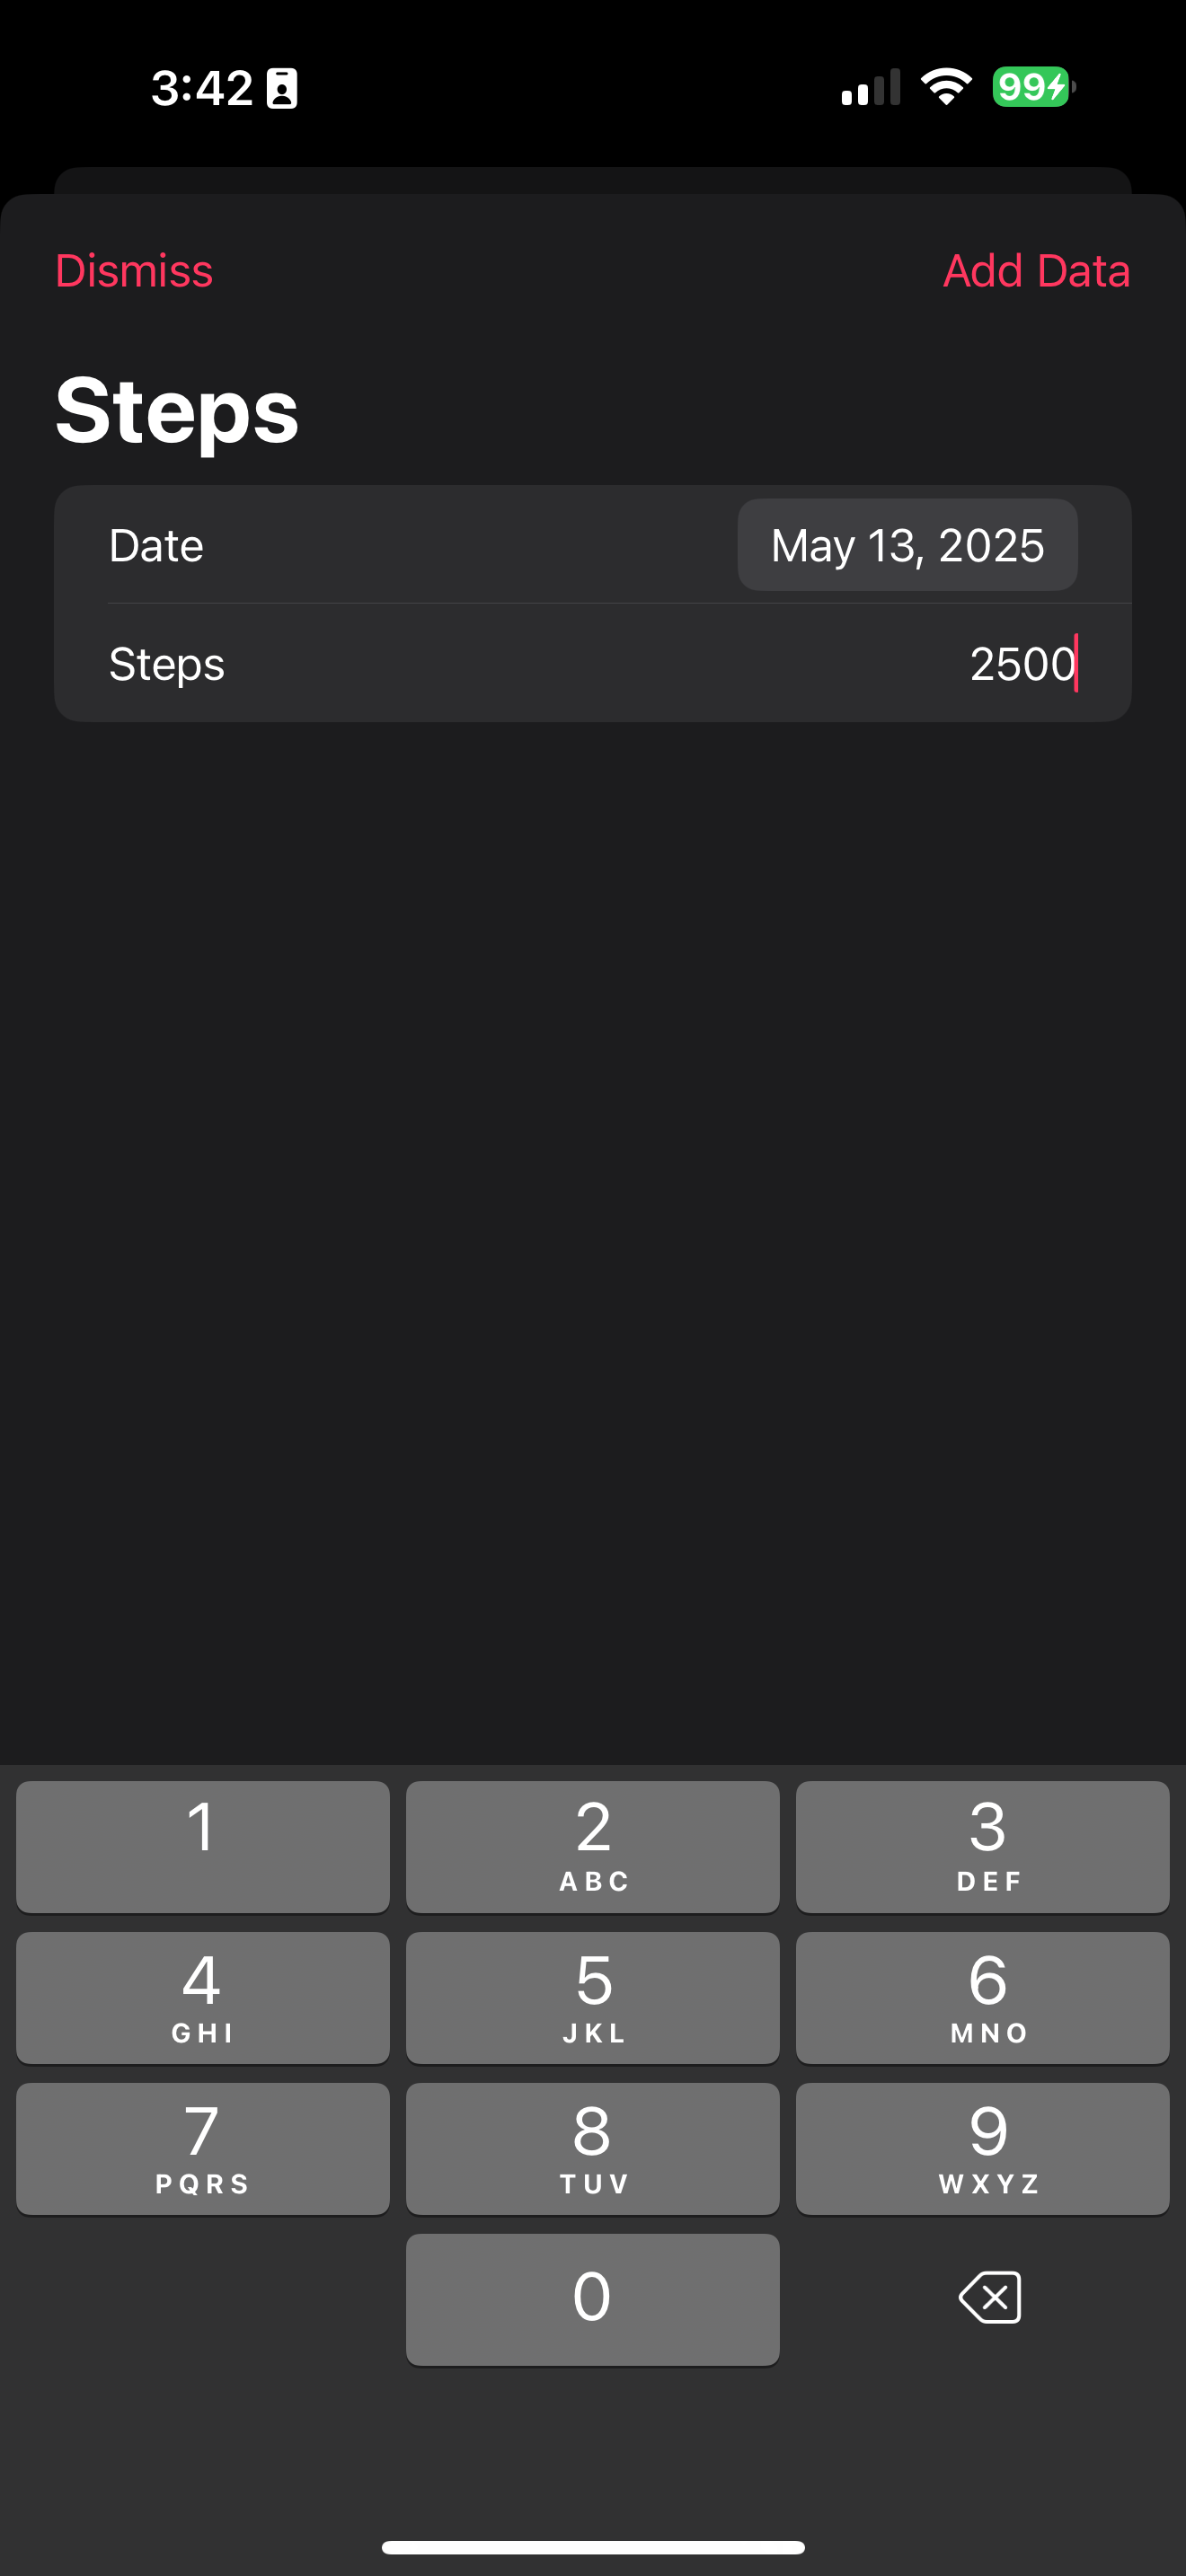 3:42 99
Dismiss Add Data
Steps
Date May 13, 2025
Steps 2500
1 2 3
ABC DEF
4 5 6
GHI JKL MNO
7 8 9
PQRS TUV WXYZ
0